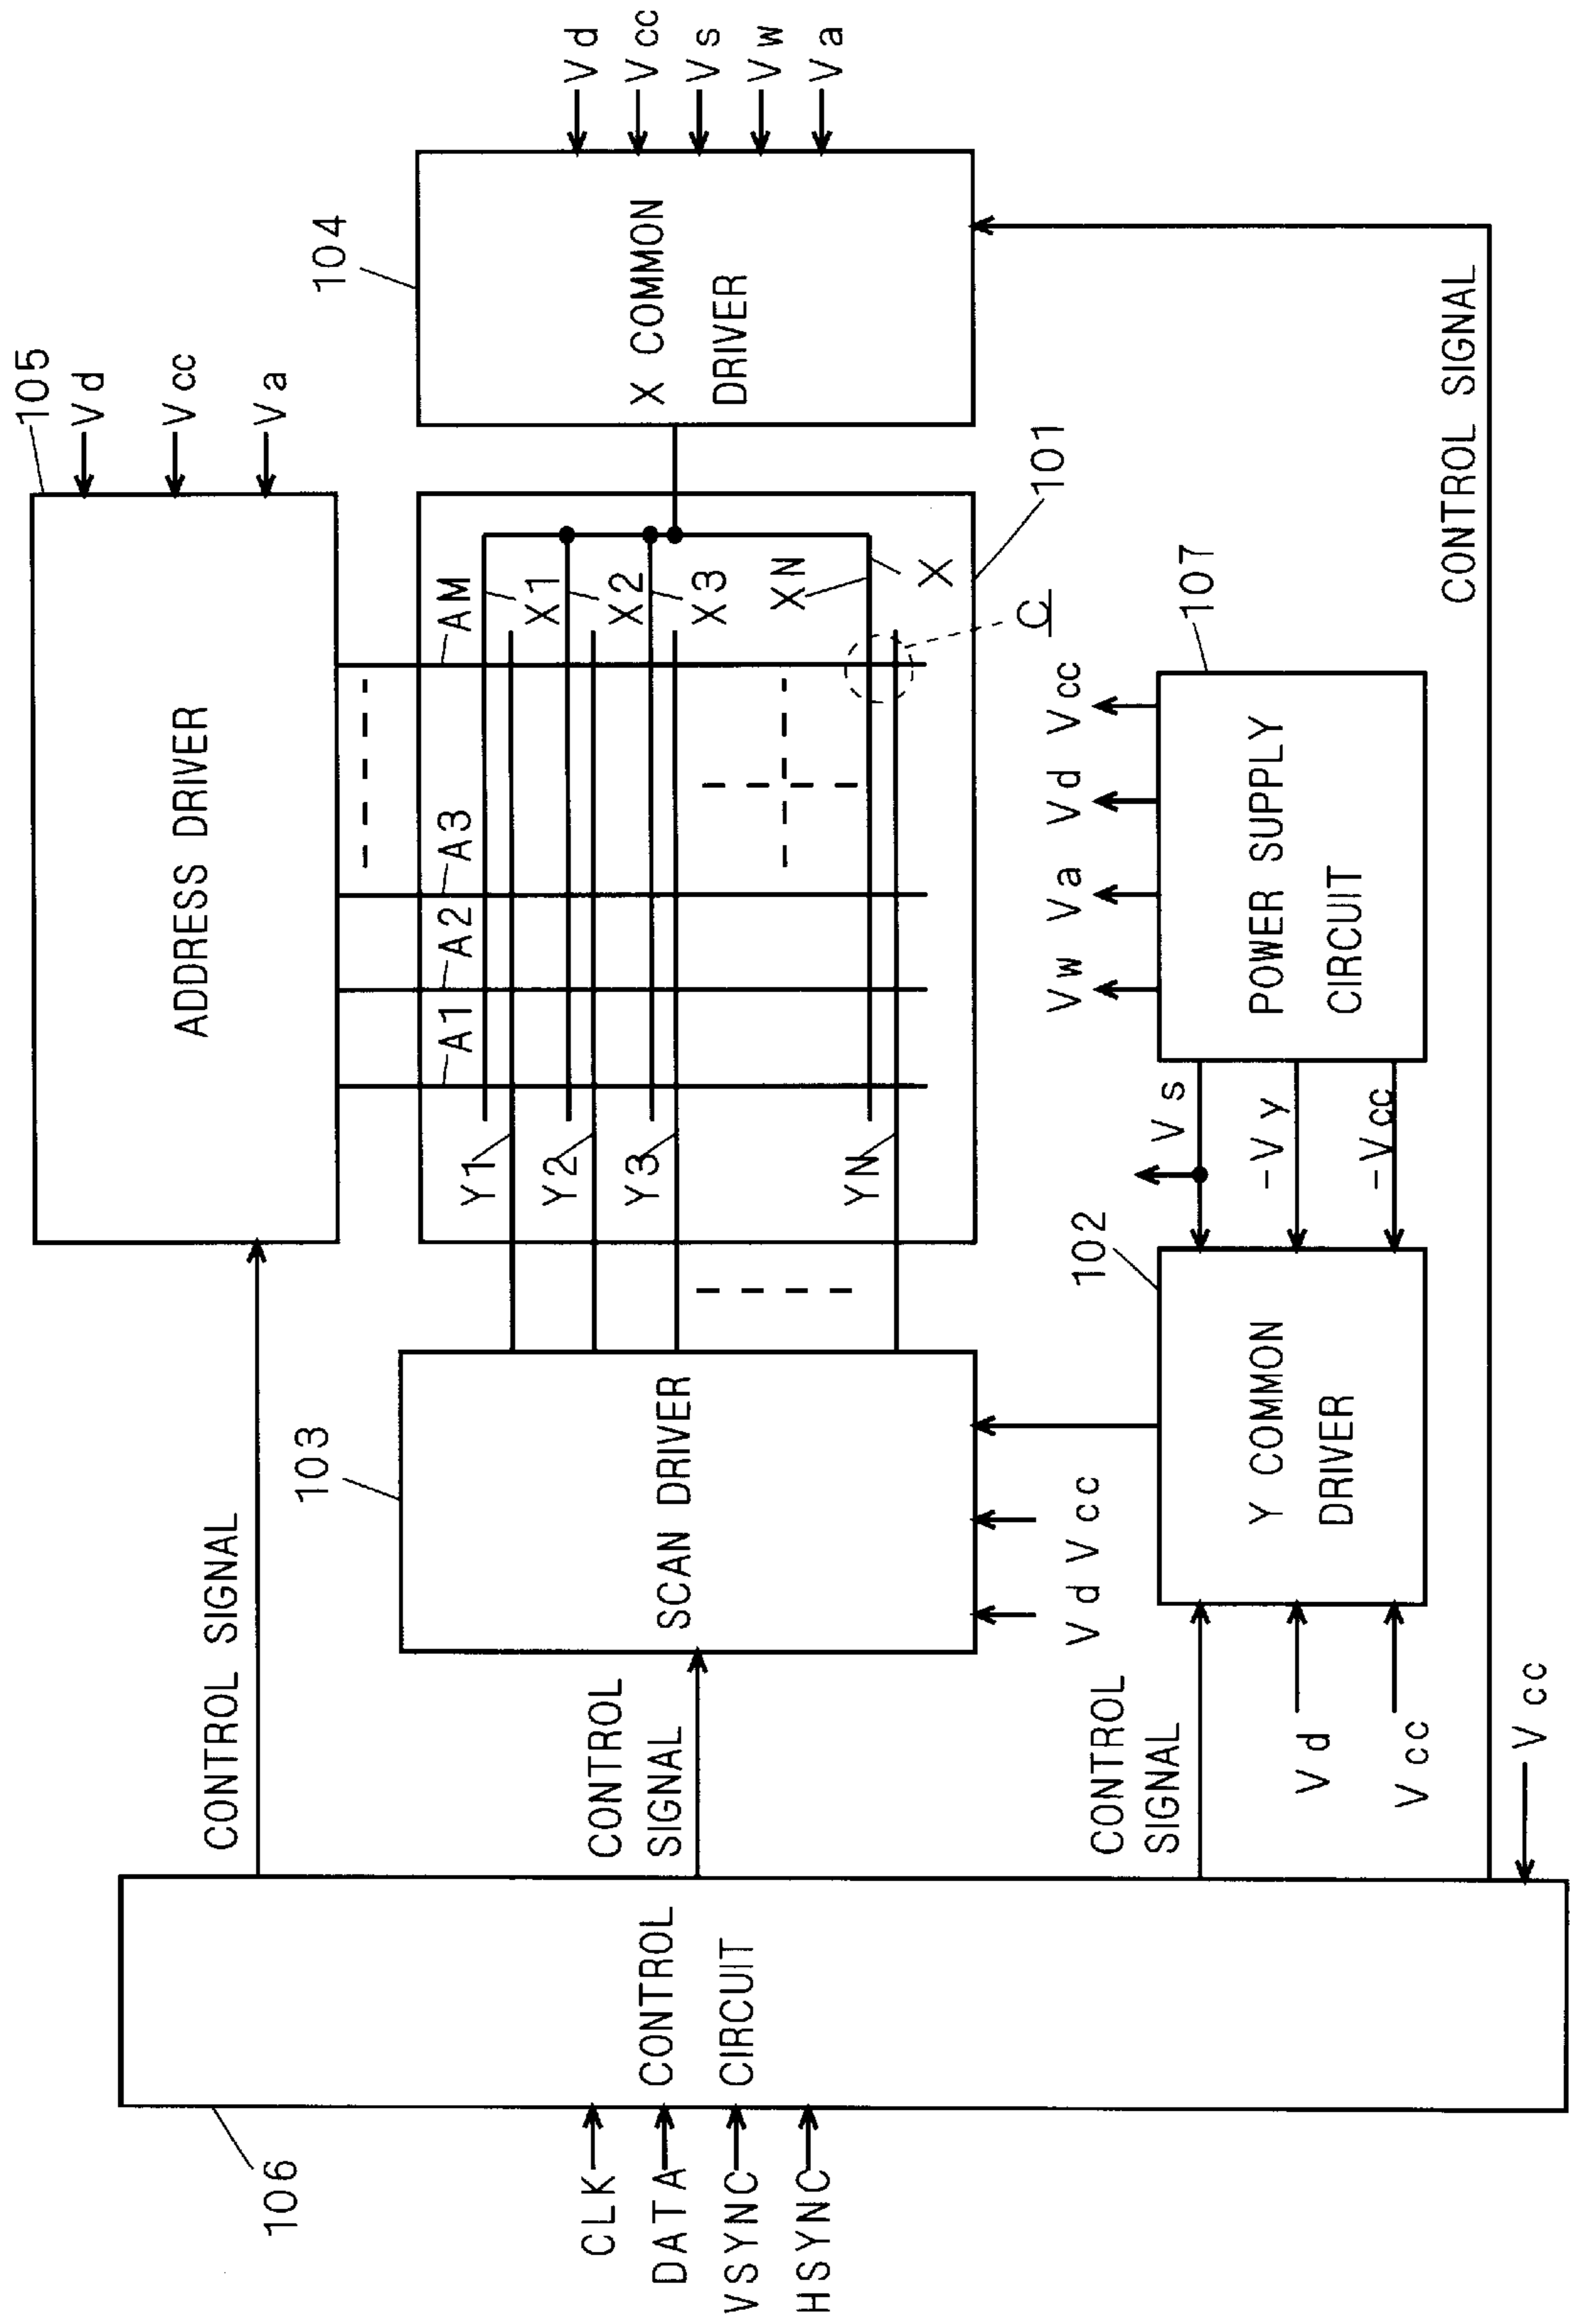 105
Vd
Vcc
Va
ADDRESS DRIVER
CONTROL SIGNAL
104
X COMMON
DRIVER
Vd
Vcc
Vs
Vw
Va
A1
A2
A3
AM
X1
X2
X3
XN
X
Y1
Y2
Y3
YN
C
101
103
SCAN DRIVER
CONTROL
SIGNAL
Vd
Vcc
106
CONTROL
CIRCUIT
CLK
DATA
VSYNC
HSYNC
102
Y COMMON
DRIVER
CONTROL
SIGNAL
Vd
Vcc
Vs
-Vy
-Vcc
107
POWER SUPPLY
CIRCUIT
Vw
Va
Vd
Vcc
CONTROL SIGNAL
Vcc